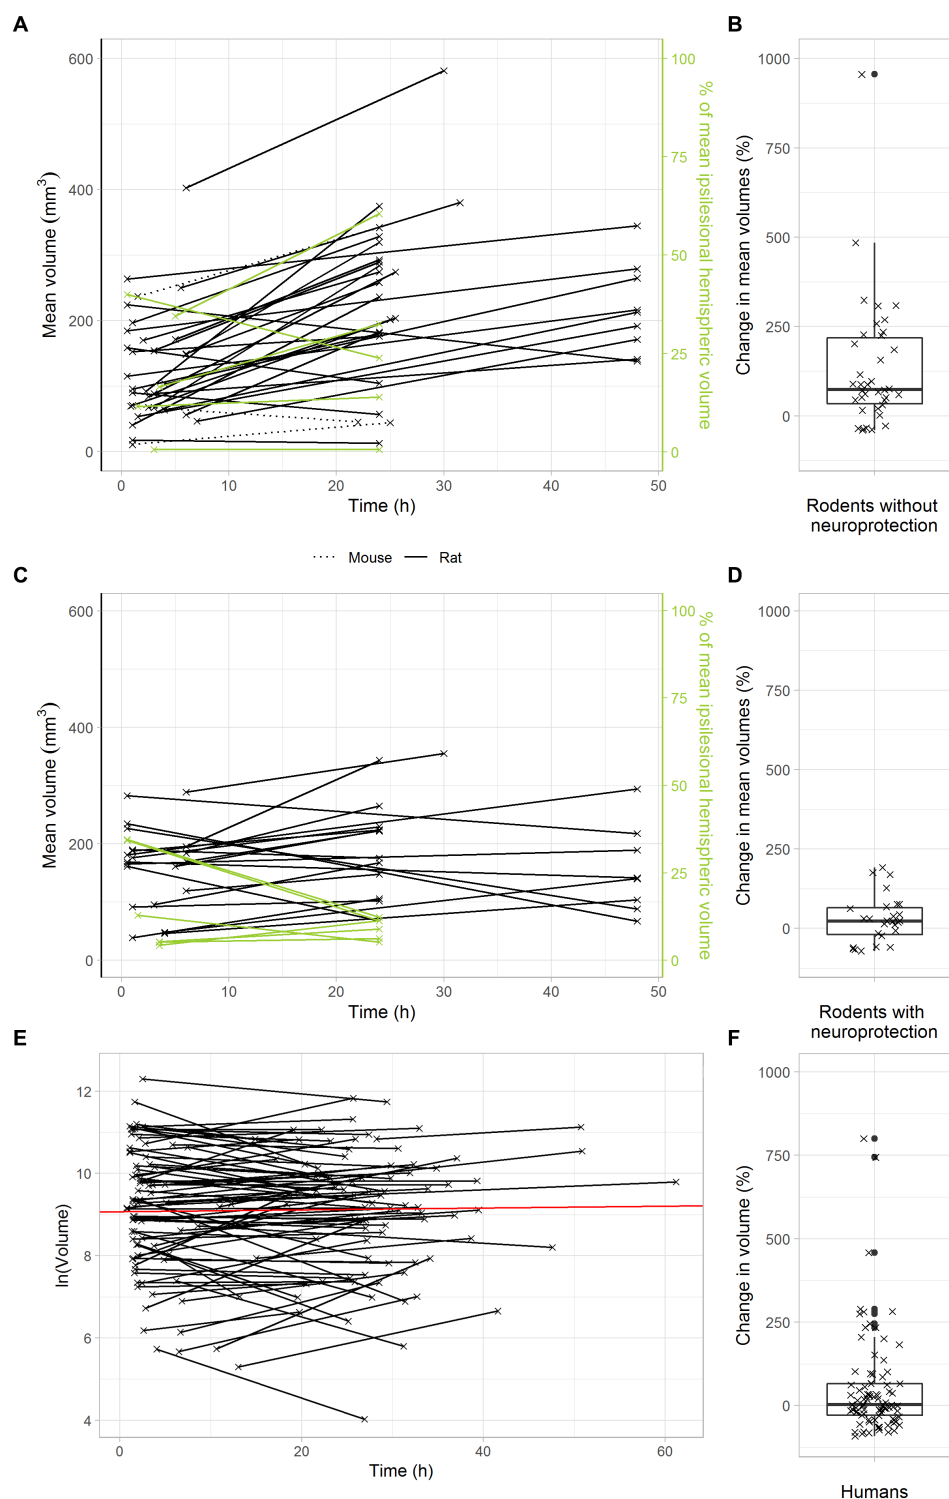 A
B
600
400
200
0
Mean volume (mm3)
100
75
50
25
0
% of mean ipsilesional hemispheric volume
0 10 20 30 40 50
Time (h)
1000
750
500
250
0
Change in mean volumes (%)
Rodents without
neuroprotection
Mouse Rat
C
D
600
400
200
0
Mean volume (mm3)
100
75
50
25
0
% of mean ipsilesional hemispheric volume
0 10 20 30 40 50
Time (h)
1000
750
500
250
0
Change in mean volumes (%)
Rodents with
neuroprotection
E
F
12
10
8
6
4
ln(Volume)
0 20 40 60
Time (h)
1000
750
500
250
0
Change in volume (%)
Humans